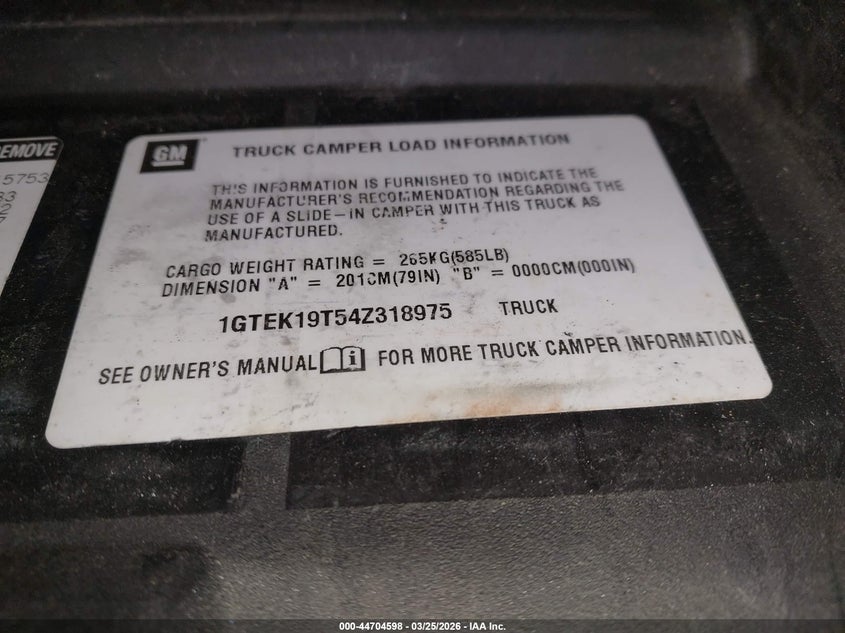 EMOVE
5753
GM
TRUCK CAMPER LOAD INFORMATION
THIS INFORMATION IS FURNISHED TO INDICATE THE
MANUFACTURER'S RECOMMENDATION REGARDING THE
USE OF A SLIDE-IN CAMPER WITH THIS TRUCK AS
MANUFACTURED.
CARGO WEIGHT RATING = 265KG(585LB)
DIMENSION "A" = 201CM(79IN) "B" = 0000CM(000IN)
1GTEK19T54Z318975 TRUCK
SEE OWNER'S MANUAL i FOR MORE TRUCK CAMPER INFORMATION.
000-44704598 - 03/25/2026 - IAA Inc.